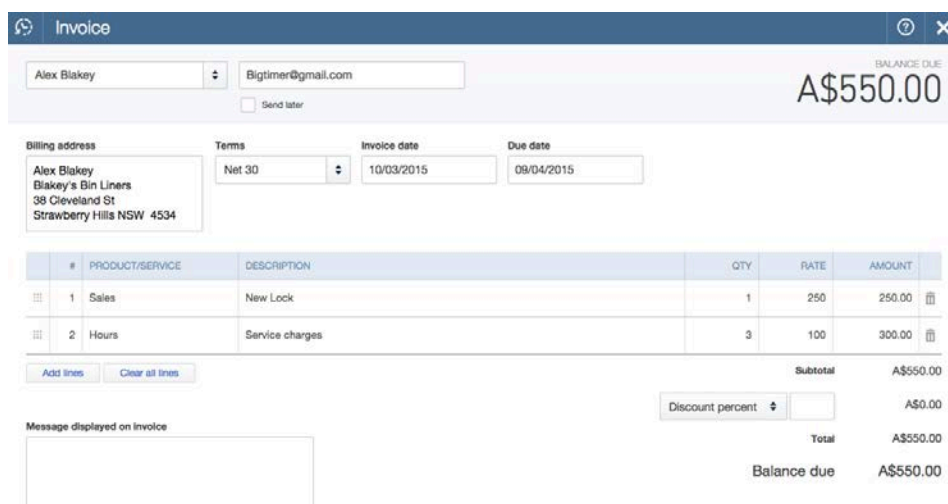 Invoice
Alex Blakey
Bigtimer@gmail.com
Send later
BALANCE DUE
A$550.00
Billing address
Terms
Invoice date
Due date
Alex Blakey
Blakey's Bin Liners
38 Cleveland St
Strawberry Hills NSW 4534
Net 30
10/03/2015
09/04/2015
# PRODUCT/SERVICE DESCRIPTION QTY RATE AMOUNT
1 Sales New Lock 1 250 250.00
2 Hours Service charges 3 100 300.00
Add lines Clear all lines
Subtotal A$550.00
Discount percent A$0.00
Message displayed on invoice
Total A$550.00
Balance due A$550.00